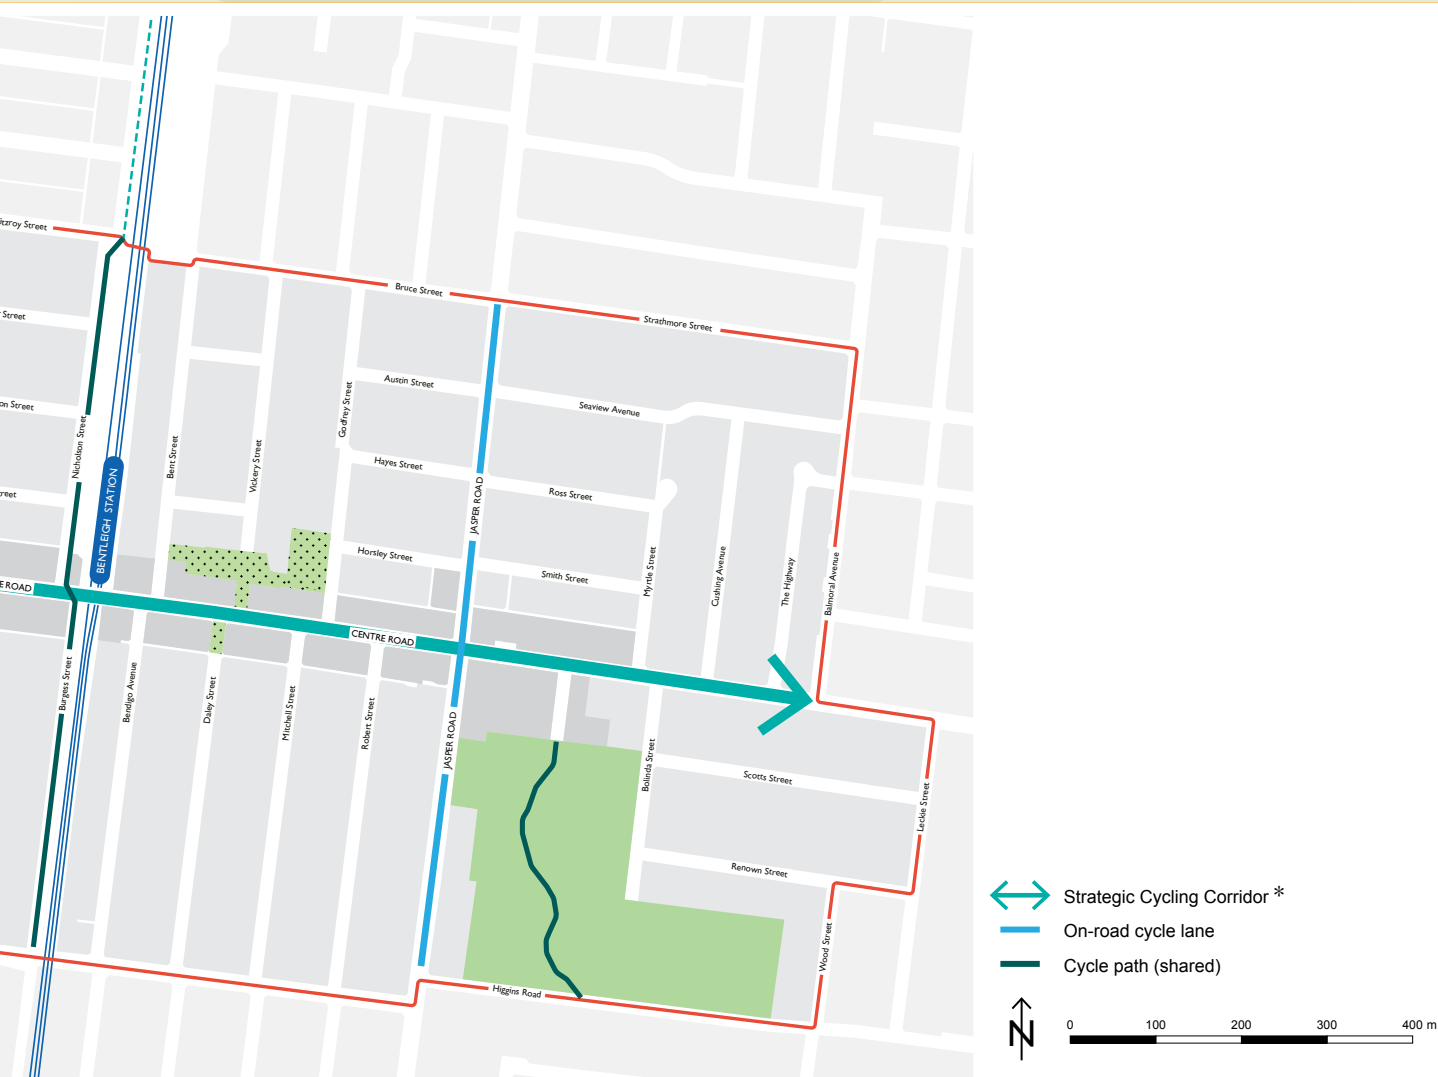 tzroy Street
Bruce Street
Strathmore Street
Street
Austin Street
Seaview Avenue
on Street
Godfrey Street
Nicholson Street
Bent Street
Vickery Street
Hayes Street
Ross Street
reet
JASPER ROAD
BENTLEIGH STATION
Horsley Street
Smith Street
Myrtle Street
Cushing Avenue
The Highway
Balmoral Avenue
E ROAD
CENTRE ROAD
Burgess Street
Bendigo Avenue
Daley Street
Mitchell Street
Robert Street
JASPER ROAD
Bolinda Street
Scotts Street
Leckie Street
Renown Street
Wood Street
Higgins Road
Strategic Cycling Corridor *
On-road cycle lane
Cycle path (shared)
N
0 100 200 300 400 m